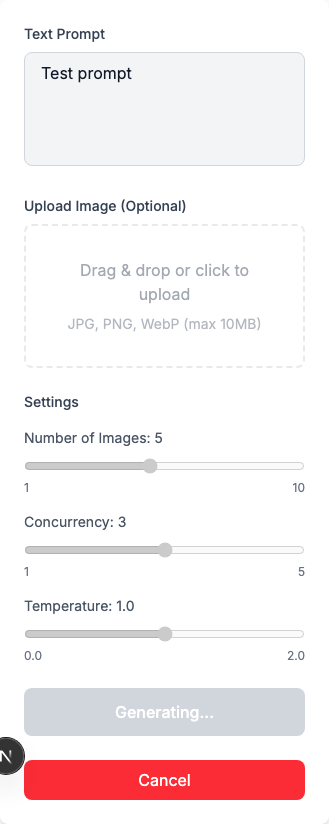 Text Prompt
Test prompt
Upload Image (Optional)
Drag & drop or click to
upload
JPG, PNG, WebP (max 10MB)
Settings
Number of Images: 5
1 10
Concurrency: 3
1 5
Temperature: 1.0
0.0 2.0
Generating...
N
Cancel